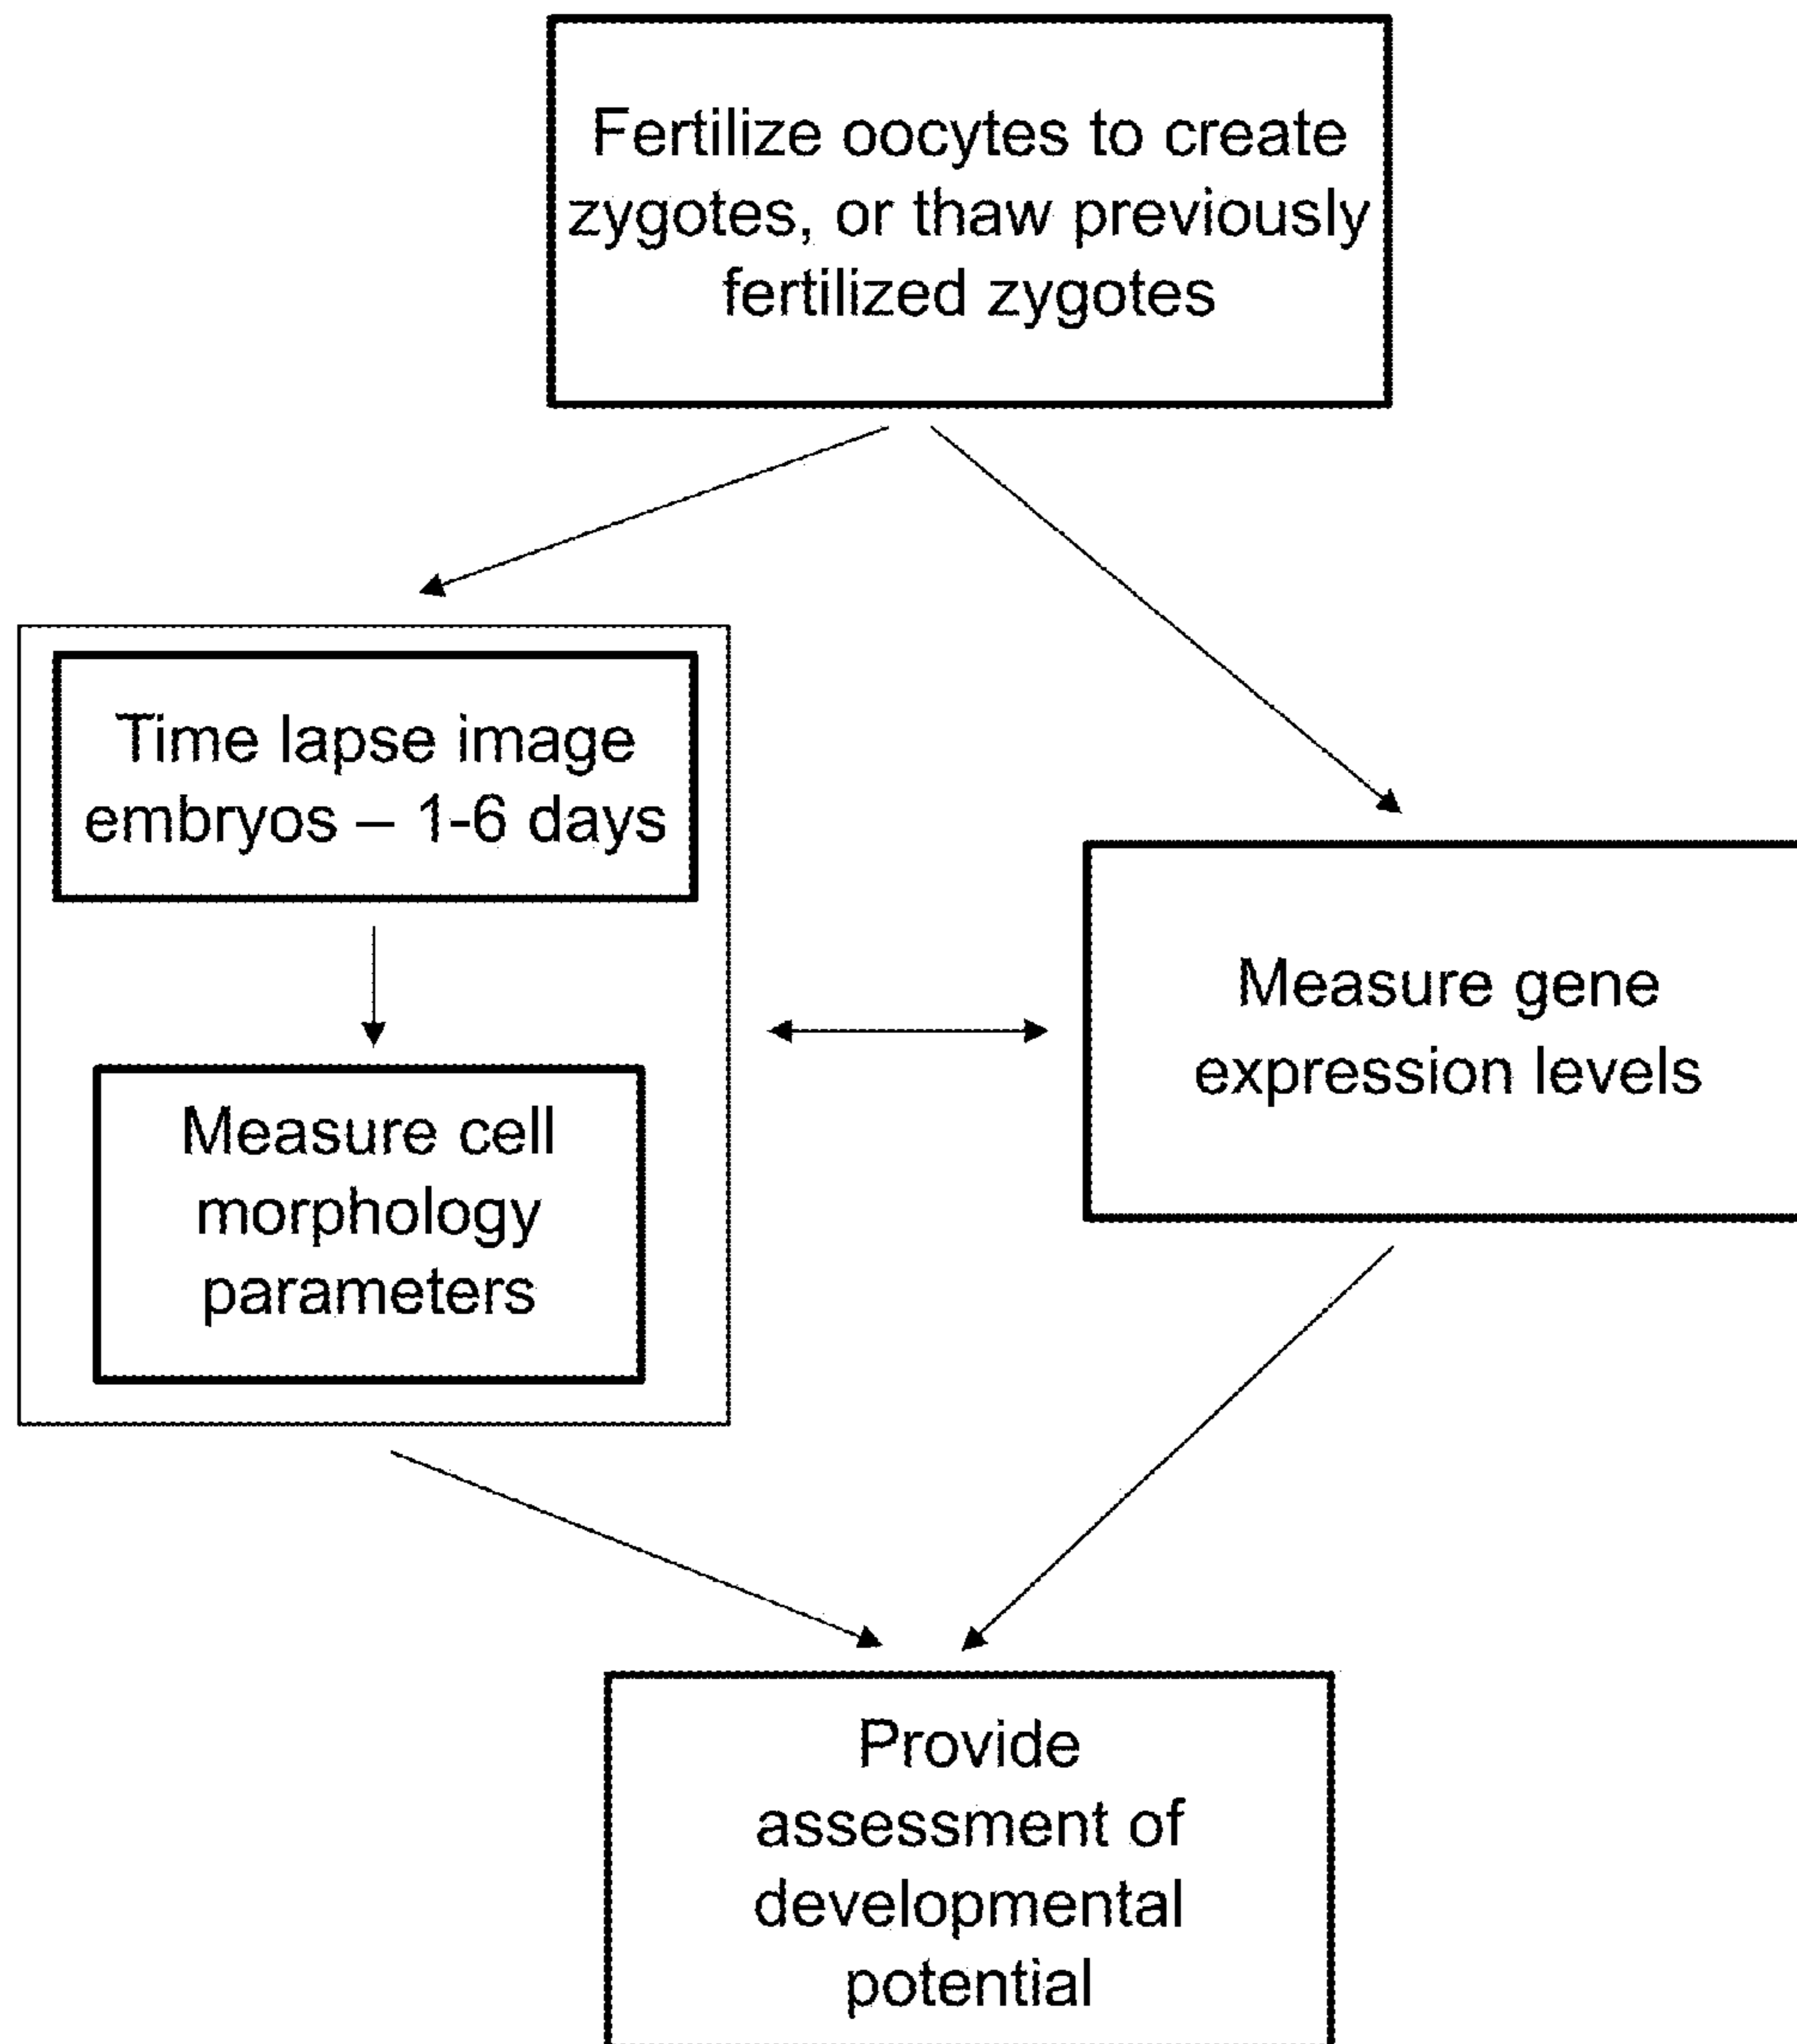 Fertilize oocytes to create
zygotes, or thaw previously
fertilized zygotes
Time lapse image
embryos – 1-6 days
Measure cell
morphology
parameters
Measure gene
expression levels
Provide
assessment of
developmental
potential